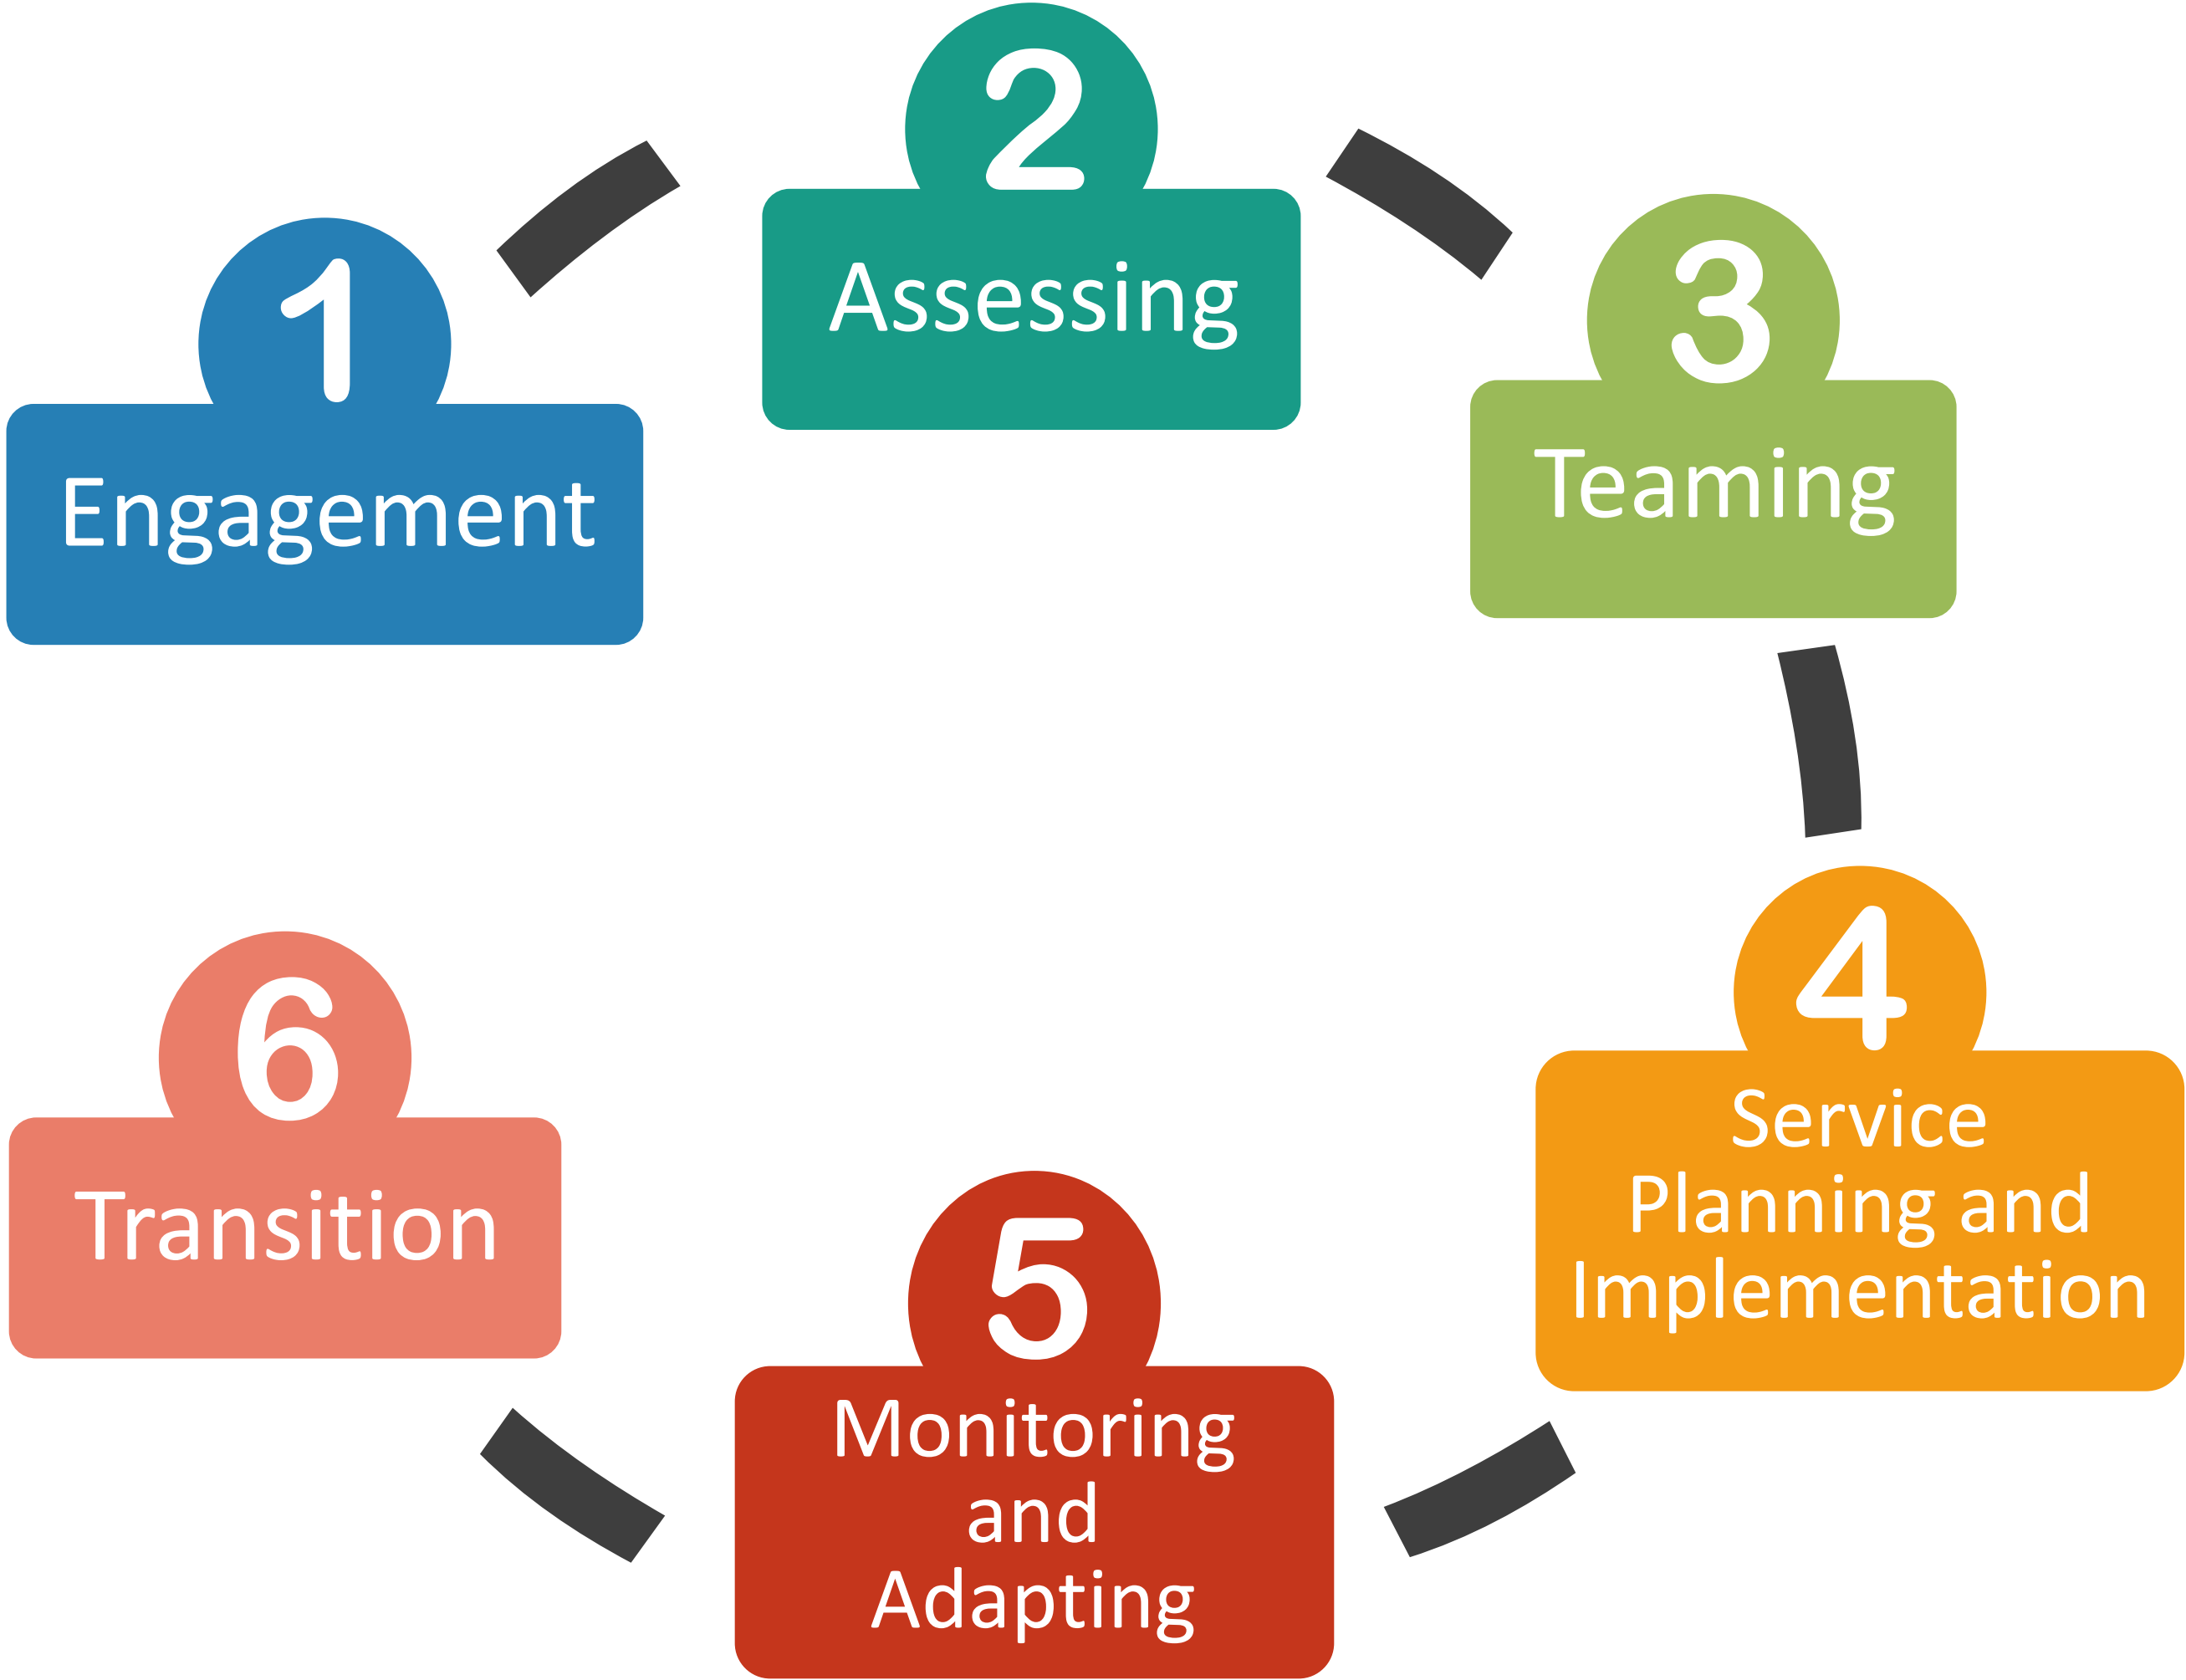 1
Engagement
2
Assessing
3
Teaming
4
Service
Planning and
Implementation
5
Monitoring
and
Adapting
6
Transition